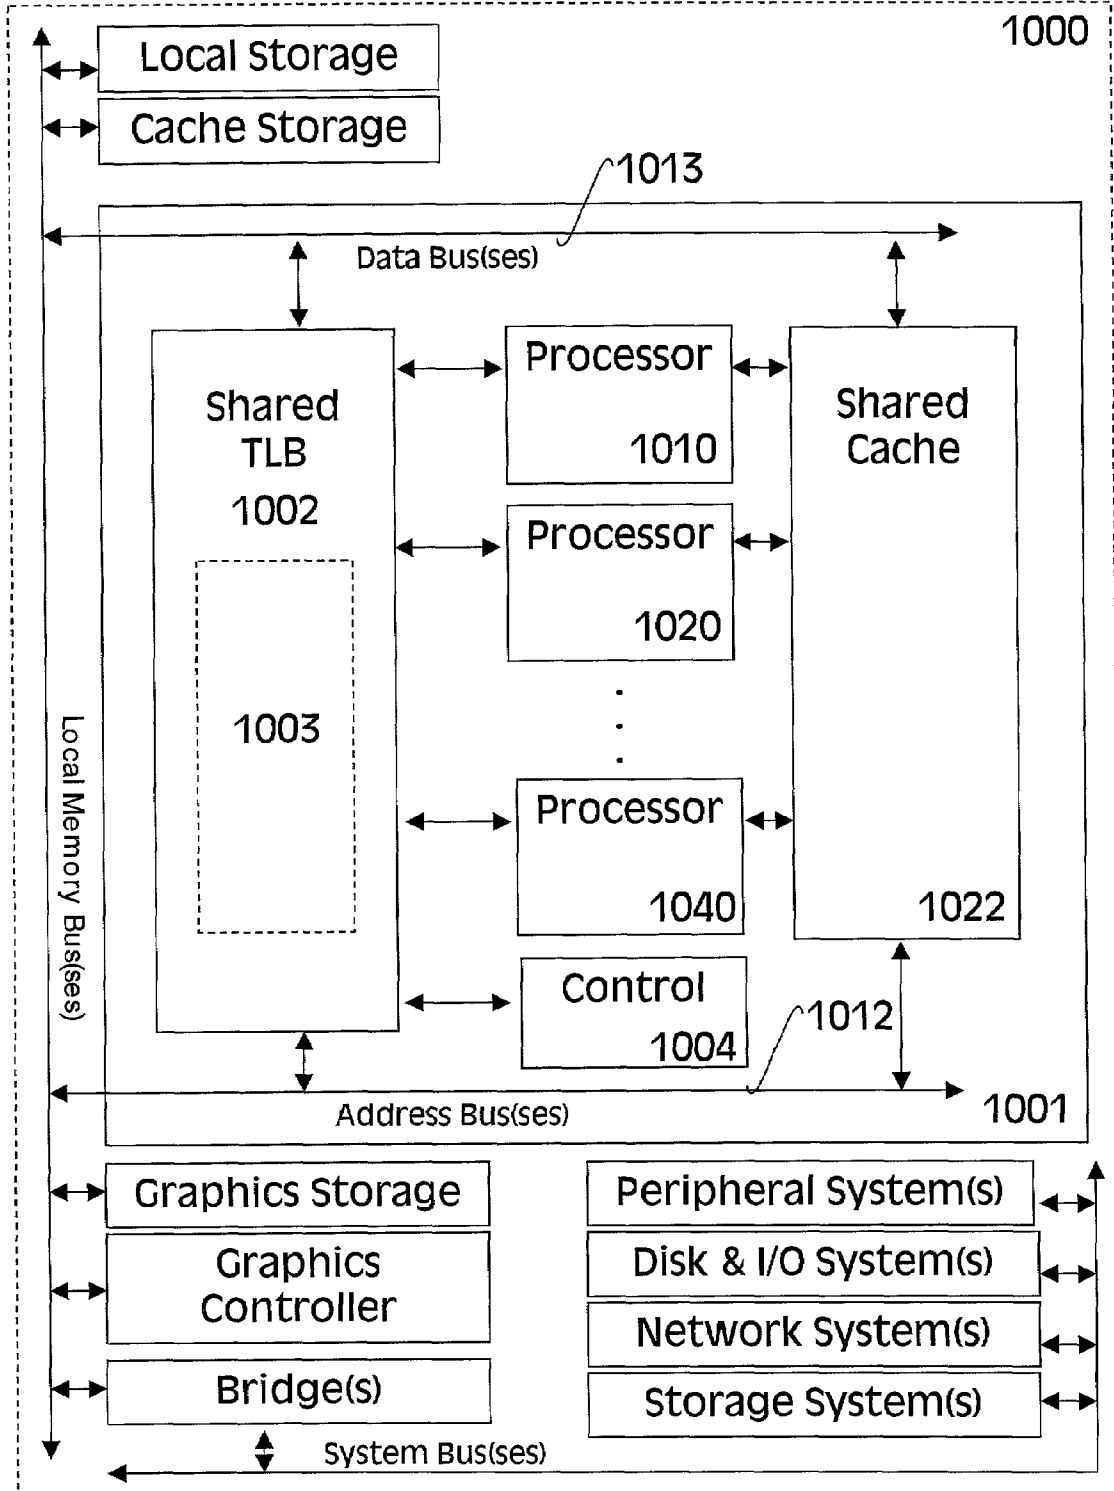 1000
Local Storage
Cache Storage
1013
Data Bus(ses)
Shared
TLB
1002
1003
Processor
1010
Processor
1020
.
.
.
Processor
1040
Control
1004
Shared
Cache
1022
1012
Address Bus(ses)
1001
Local Memory Bus(ses)
Graphics Storage
Graphics
Controller
Bridge(s)
System Bus(ses)
Peripheral System(s)
Disk & I/O System(s)
Network System(s)
Storage System(s)